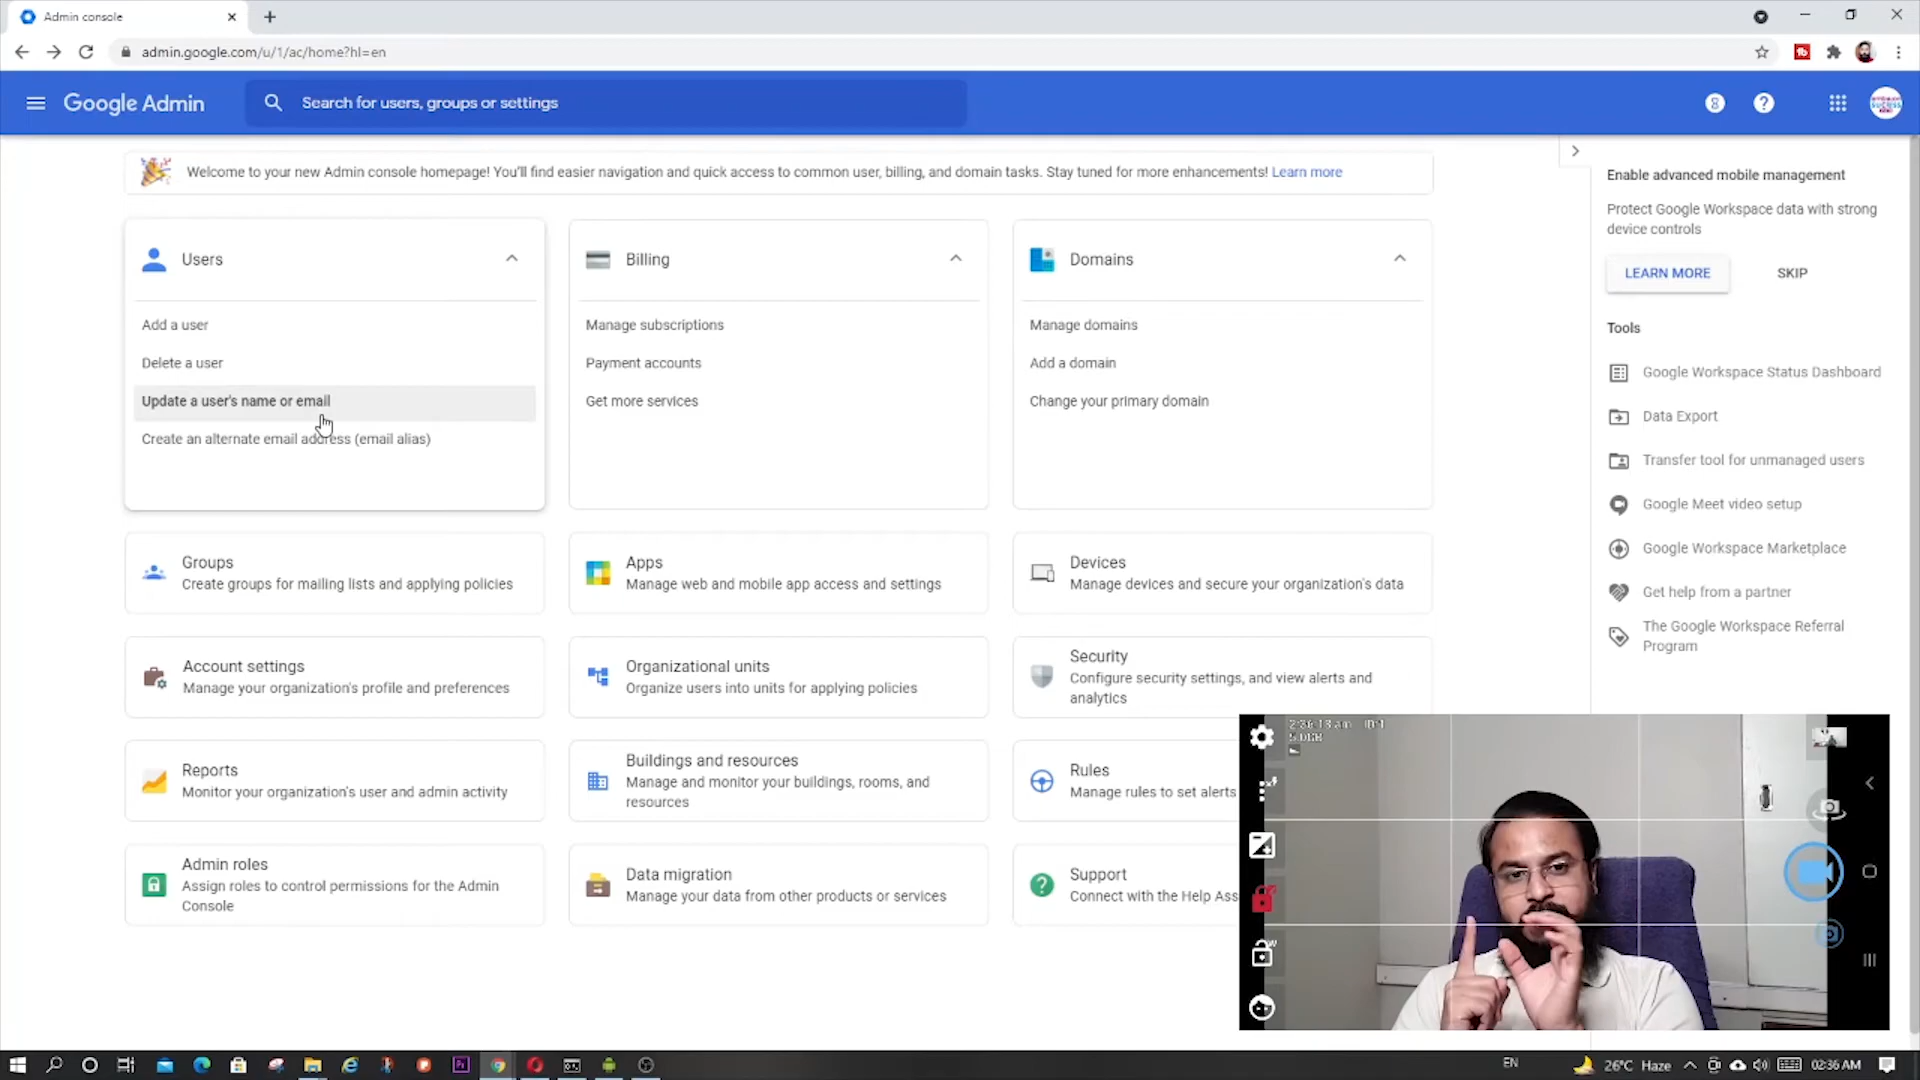 Admin console
admin.google.com/u/1/ac/home?hl=en
Google Admin
Search for users, groups or settings
Welcome to your new Admin console homepage! You'll find easier navigation and quick access to common user, billing, and domain tasks. Stay tuned for more enhancements! Learn more
Users
Add a user
Delete a user
Update a user's name or email
Create an alternate email address (email alias)
Billing
Manage subscriptions
Payment accounts
Get more services
Domains
Manage domains
Add a domain
Change your primary domain
Groups
Create groups for mailing lists and applying policies
Apps
Manage web and mobile app access and settings
Devices
Manage devices and secure your organization's data
Account settings
Manage your organization's profile and preferences
Organizational units
Organize users into units for applying policies
Security
Configure security settings, and view alerts and
analytics
Reports
Monitor your organization's user and admin activity
Buildings and resources
Manage and monitor your buildings, rooms, and
resources
Rules
Manage rules to set alerts
Admin roles
Assign roles to control permissions for the Admin
Console
Data migration
Manage your data from other products or services
Support
Connect with the Help Ass
Enable advanced mobile management
Protect Google Workspace data with strong
device controls
LEARN MORE
SKIP
Tools
Google Workspace Status Dashboard
Data Export
Transfer tool for unmanaged users
Google Meet video setup
Google Workspace Marketplace
Get help from a partner
The Google Workspace Referral
Program
EN
26°C Haze
02:36 AM